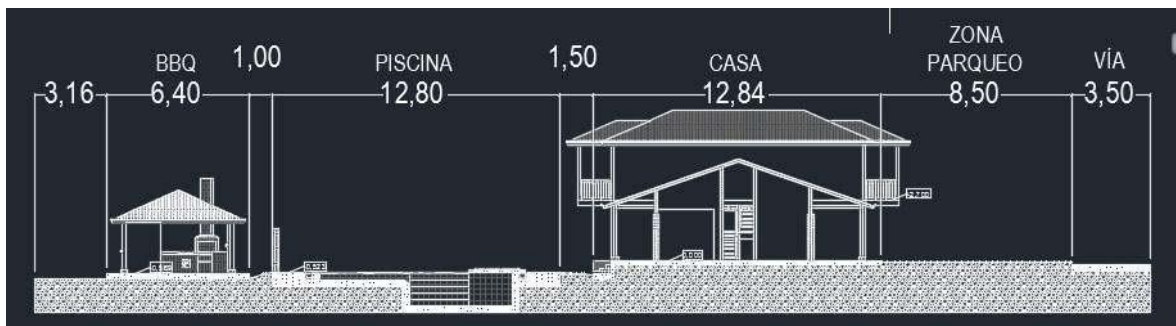 ZONA
BBQ 1,00 PISCINA 1,50 CASA PARQUEO VÍA
3,16 6,40 12,80 12,84 8,50 3,50